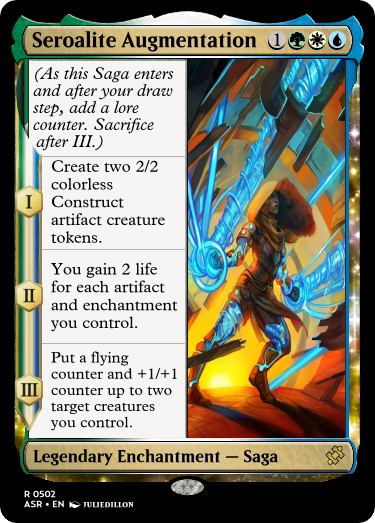 Seroalite Augmentation 1
(As this Saga enters
and after your draw
step, add a lore
counter. Sacrifice
after III.)
I
Create two 2/2
colorless
Construct
artifact creature
tokens.
II
You gain 2 life
for each artifact
and enchantment
you control.
III
Put a flying
counter and +1/+1
counter up to two
target creatures
you control.
Legendary Enchantment — Saga
R 0502
ASR • EN JULIEDILLON